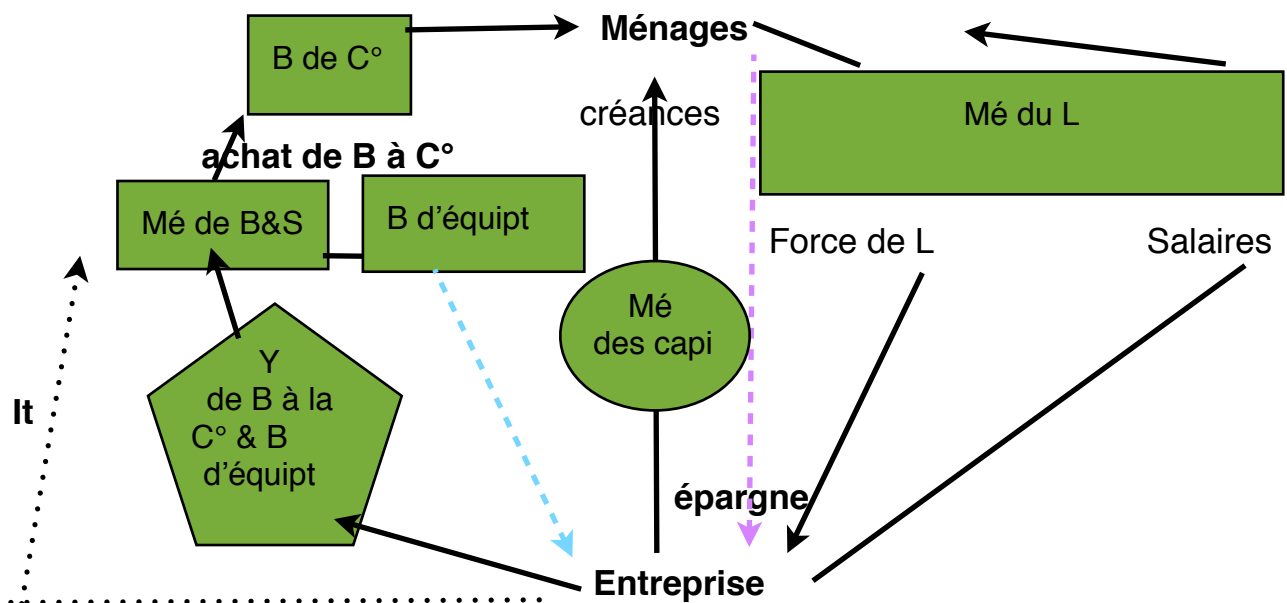 Ménages
B de C°
créances
Mé du L
achat de B à C°
Mé de B&S
B d'équipt
Force de L
Salaires
Mé
des capi
Y
de B à la
C° & B
d'équipt
It
épargne
Entreprise